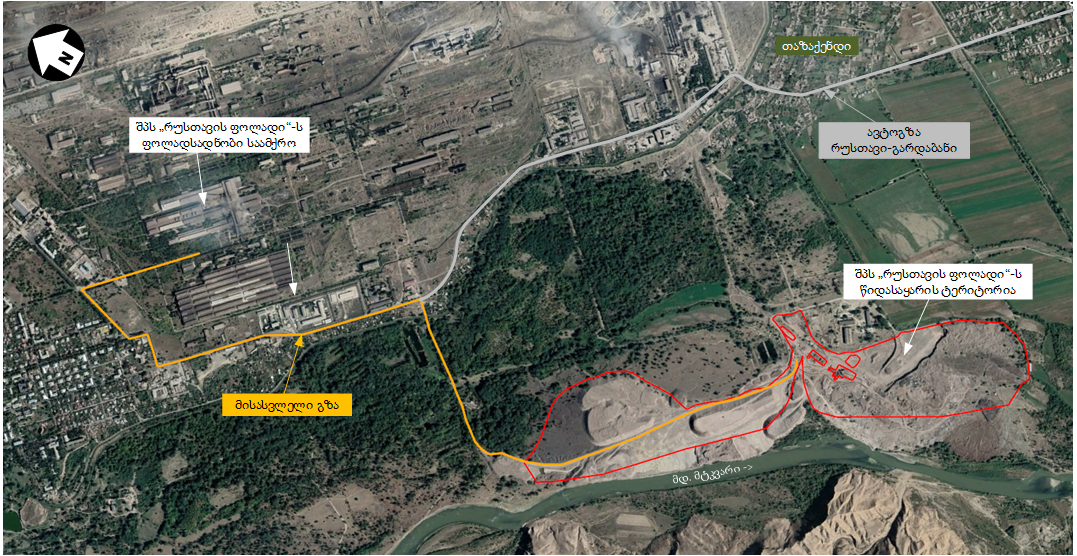 N
თაზაქენდი
შპს „რუსთავის ფოლადი“-ს
ფოლადსადნობი საამქრო
ავტოგზა
რუსთავი-გარდაბანი
შპს „რუსთავის ფოლადი“-ს
წიდასაყარის ტერიტორია
მისასვლელი გზა
მდ. მტკვარი ->